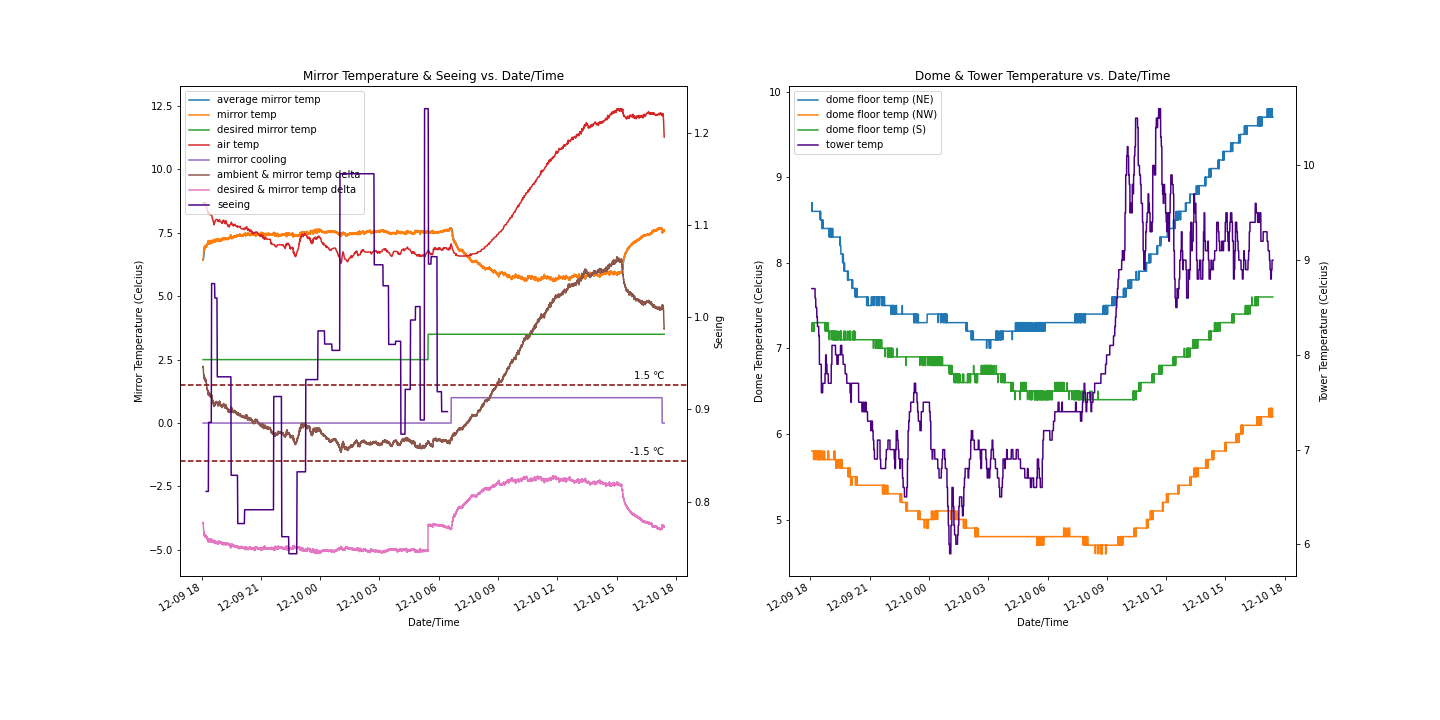 Mirror Temperature & Seeing vs. Date/Time
Mirror Temperature (Celcius)
12.5
10.0
7.5
5.0
2.5
0.0
−2.5
−5.0
average mirror temp
mirror temp
desired mirror temp
air temp
mirror cooling
ambient & mirror temp delta
desired & mirror temp delta
seeing
1.5 °C
-1.5 °C
1.2
1.1
1.0
0.9
0.8
Seeing
12-09 18
12-09 21
12-10 00
12-10 03
12-10 06
12-10 09
12-10 12
12-10 15
12-10 18
Date/Time
Dome & Tower Temperature vs. Date/Time
Dome Temperature (Celcius)
10
9
8
7
6
5
dome floor temp (NE)
dome floor temp (NW)
dome floor temp (S)
tower temp
10
9
8
7
6
Tower Temperature (Celcius)
12-09 18
12-09 21
12-10 00
12-10 03
12-10 06
12-10 09
12-10 12
12-10 15
12-10 18
Date/Time